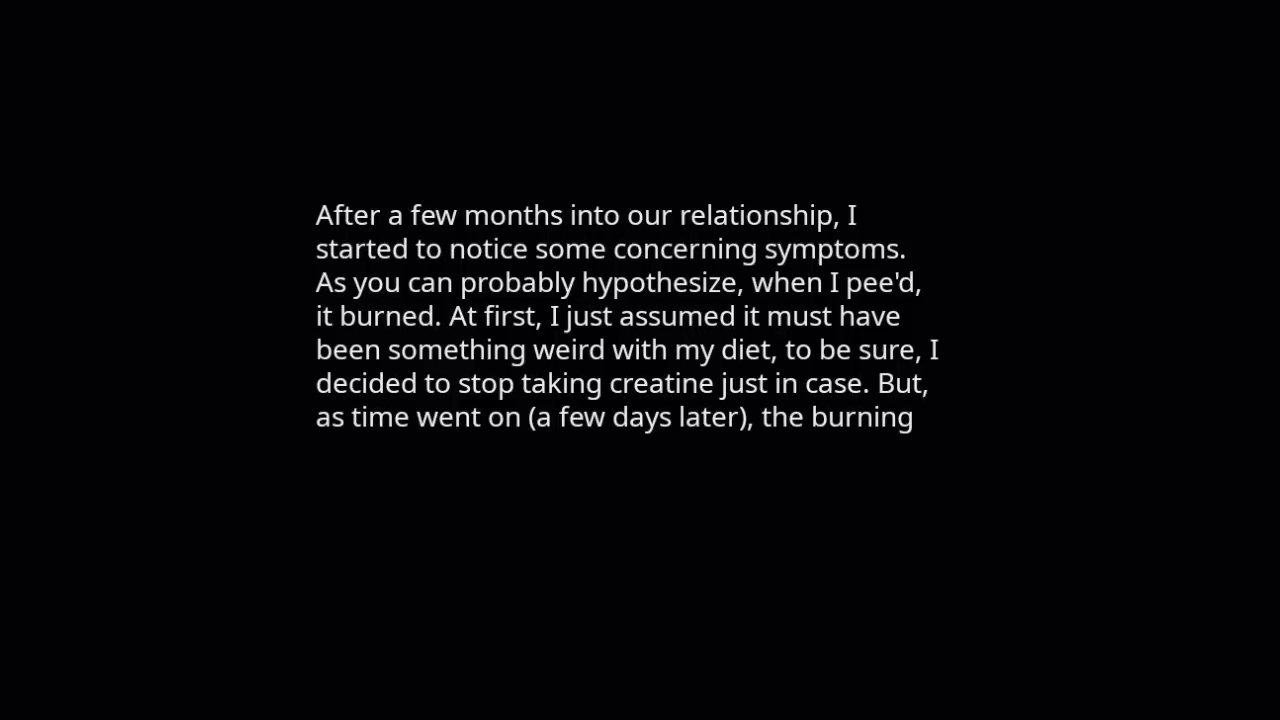 After a few months into our relationship, I
started to notice some concerning symptoms.
As you can probably hypothesize, when I pee'd,
it burned. At first, I just assumed it must have
been something weird with my diet, to be sure, I
decided to stop taking creatine just in case. But,
as time went on (a few days later), the burning